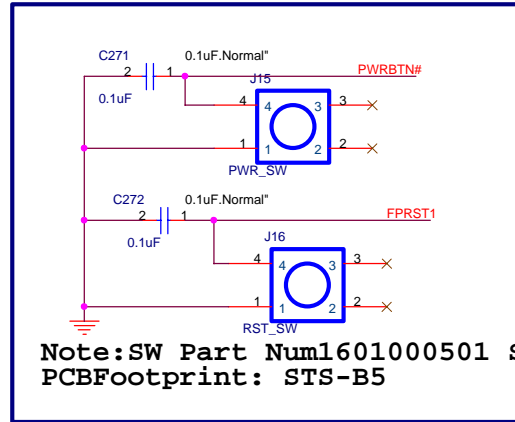 C271 0.1uF.Normal"
2 1 PWRBTN#
0.1uF J15
4 4 3 3
1 1 2 2
PWR_SW
C272 0.1uF.Normal"
2 1 FPRST1
0.1uF J16
4 4 3 3
1 1 2 2
RST_SW
Note:SW Part Num1601000501 S
PCBFootprint: STS-B5